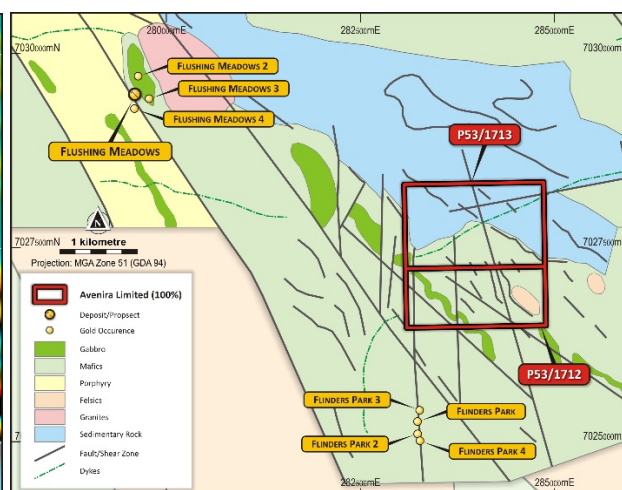 7030000mN
280000mE
282500mE
285000mE
7030000mN
FLUSHING MEADOWS 2
FLUSHING MEADOWS 3
FLUSHING MEADOWS 4
FLUSHING MEADOWS
P53/1713
7027500mN
1 kilometre
Projection: MGA Zone 51 (GDA 94)
7027500mN
Avenira Limited (100%)
Deposit/Propsect
Gold Occurence
Gabbro
Mafics
Porphyry
Felsics
Granites
Sedimentary Rock
Fault/Shear Zone
Dykes
P53/1712
FLINDERS PARK 3
FLINDERS PARK
FLINDERS PARK 2
FLINDERS PARK 4
7025000mN
282500mE
285000mE